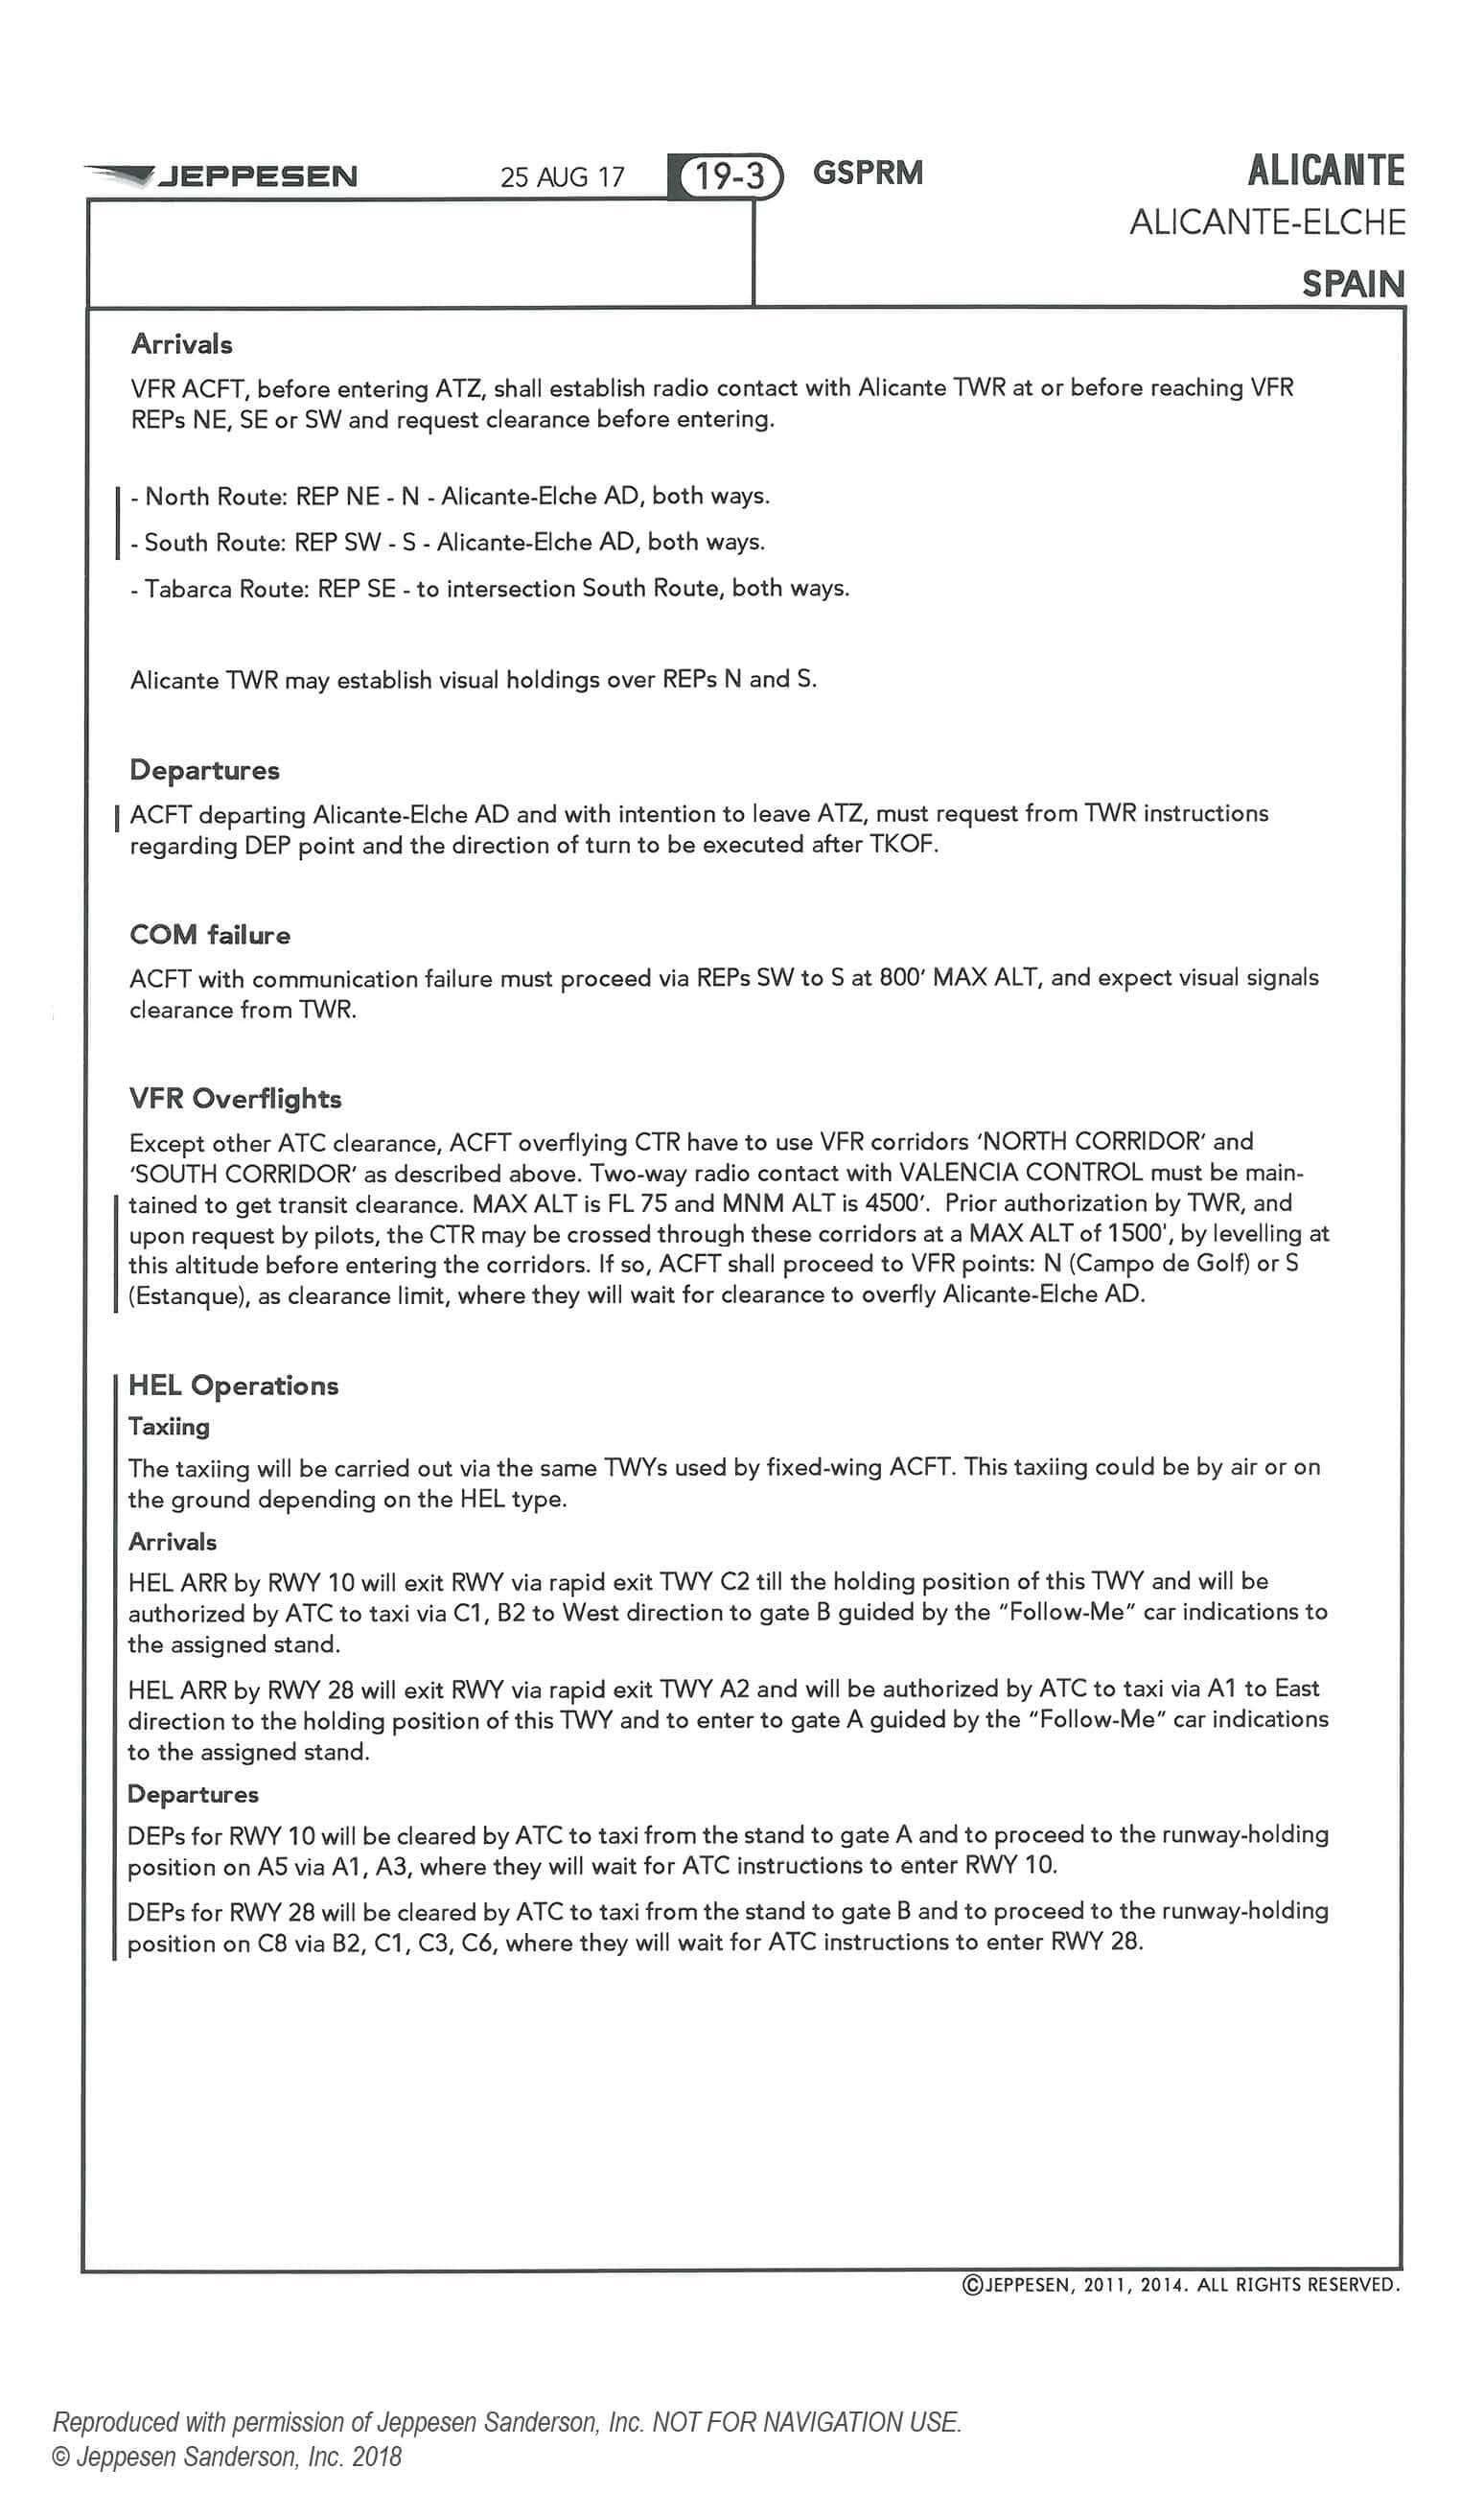 JEPPESEN 25 AUG 17 19-3 GSPRM ALICANTE
ALICANTE-ELCHE
SPAIN
Arrivals
VFR ACFT, before entering ATZ, shall establish radio contact with Alicante TWR at or before reaching VFR
REPs NE, SE or SW and request clearance before entering.
- North Route: REP NE - N - Alicante-Elche AD, both ways.
- South Route: REP SW - S - Alicante-Elche AD, both ways.
- Tabarca Route: REP SE - to intersection South Route, both ways.
Alicante TWR may establish visual holdings over REPs N and S.
Departures
ACFT departing Alicante-Elche AD and with intention to leave ATZ, must request from TWR instructions
regarding DEP point and the direction of turn to be executed after TKOF.
COM failure
ACFT with communication failure must proceed via REPs SW to S at 800' MAX ALT, and expect visual signals
clearance from TWR.
VFR Overflights
Except other ATC clearance, ACFT overflying CTR have to use VFR corridors ‘NORTH CORRIDOR’ and
‘SOUTH CORRIDOR’ as described above. Two-way radio contact with VALENCIA CONTROL must be main-
tained to get transit clearance. MAX ALT is FL 75 and MNM ALT is 4500'. Prior authorization by TWR, and
upon request by pilots, the CTR may be crossed through these corridors at a MAX ALT of 1500', by levelling at
this altitude before entering the corridors. If so, ACFT shall proceed to VFR points: N (Campo de Golf) or S
(Estanque), as clearance limit, where they will wait for clearance to overfly Alicante-Elche AD.
HEL Operations
Taxiing
The taxiing will be carried out via the same TWYs used by fixed-wing ACFT. This taxiing could be by air or on
the ground depending on the HEL type.
Arrivals
HEL ARR by RWY 10 will exit RWY via rapid exit TWY C2 till the holding position of this TWY and will be
authorized by ATC to taxi via C1, B2 to West direction to gate B guided by the “Follow-Me” car indications to
the assigned stand.
HEL ARR by RWY 28 will exit RWY via rapid exit TWY A2 and will be authorized by ATC to taxi via A1 to East
direction to the holding position of this TWY and to enter to gate A guided by the “Follow-Me” car indications
to the assigned stand.
Departures
DEPs for RWY 10 will be cleared by ATC to taxi from the stand to gate A and to proceed to the runway-holding
position on A5 via A1, A3, where they will wait for ATC instructions to enter RWY 10.
DEPs for RWY 28 will be cleared by ATC to taxi from the stand to gate B and to proceed to the runway-holding
position on C8 via B2, C1, C3, C6, where they will wait for ATC instructions to enter RWY 28.
©JEPPESEN, 2011, 2014. ALL RIGHTS RESERVED.
Reproduced with permission of Jeppesen Sanderson, Inc. NOT FOR NAVIGATION USE.
© Jeppesen Sanderson, Inc. 2018